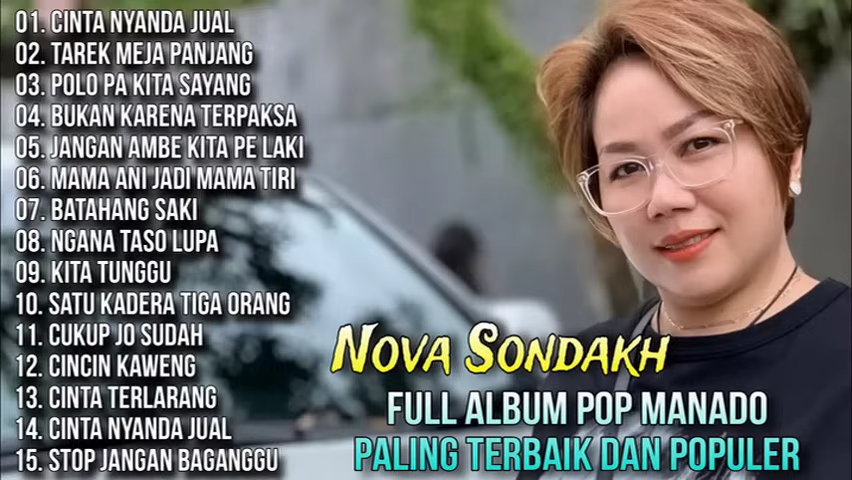 01. CINTA NYANDA JUAL
02. TAREK MEJA PANJANG
03. POLO PA KITA SAYANG
04. BUKAN KARENA TERPAKSA
05. JANGAN AMBE KITA PE LAKI
06. MAMA ANI JADI MAMA TIRI
07. BATAHANG SAKI
08. NGANA TASO LUPA
09. KITA TUNGGU
10. SATU KADERA TIGA ORANG
11. CUKUP JO SUDAH
12. CINCIN KAWENG
13. CINTA TERLARANG
14. CINTA NYANDA JUAL
15. STOP JANGAN BAGANGGU
NOVA SONDAKH
FULL ALBUM POP MANADO
PALING TERBAIK DAN POPULER